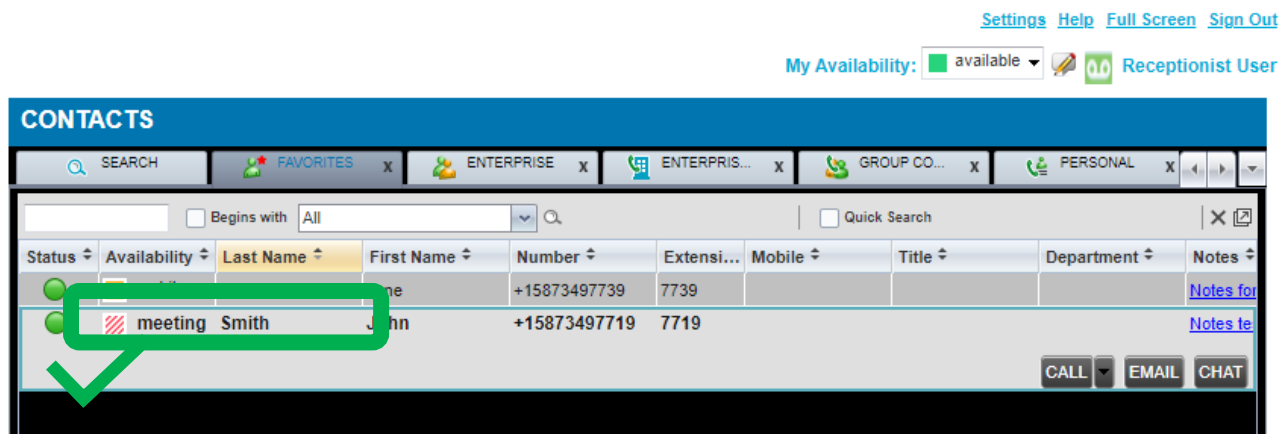 Settings Help Full Screen Sign Out
My Availability: available Receptionist User
CONTACTS
SEARCH FAVORITES x ENTERPRISE x ENTERPRIS... x GROUP CO... x PERSONAL x
Begins with All Quick Search
Status Availability Last Name First Name Number Extensi... Mobile Title Department Notes
+15873497739 7739 Notes for
meeting Smith +15873497719 7719 Notes te
CALL EMAIL CHAT